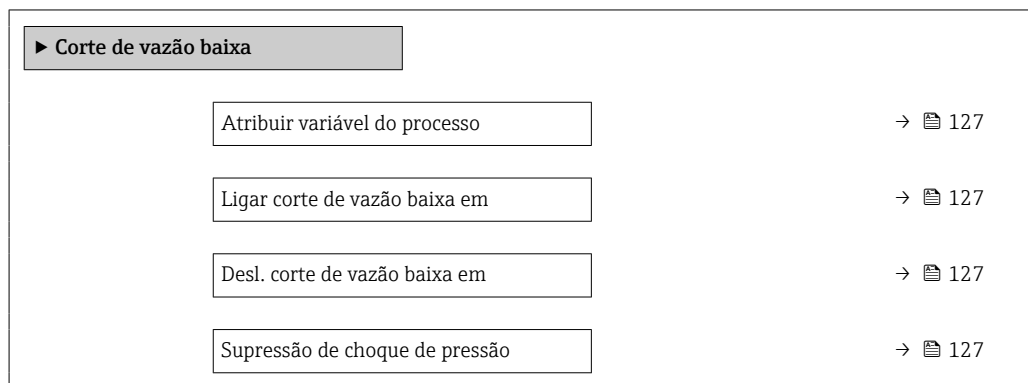 ▶ Corte de vazão baixa
Atribuir variável do processo → 127
Ligar corte de vazão baixa em → 127
Desl. corte de vazão baixa em → 127
Supressão de choque de pressão → 127